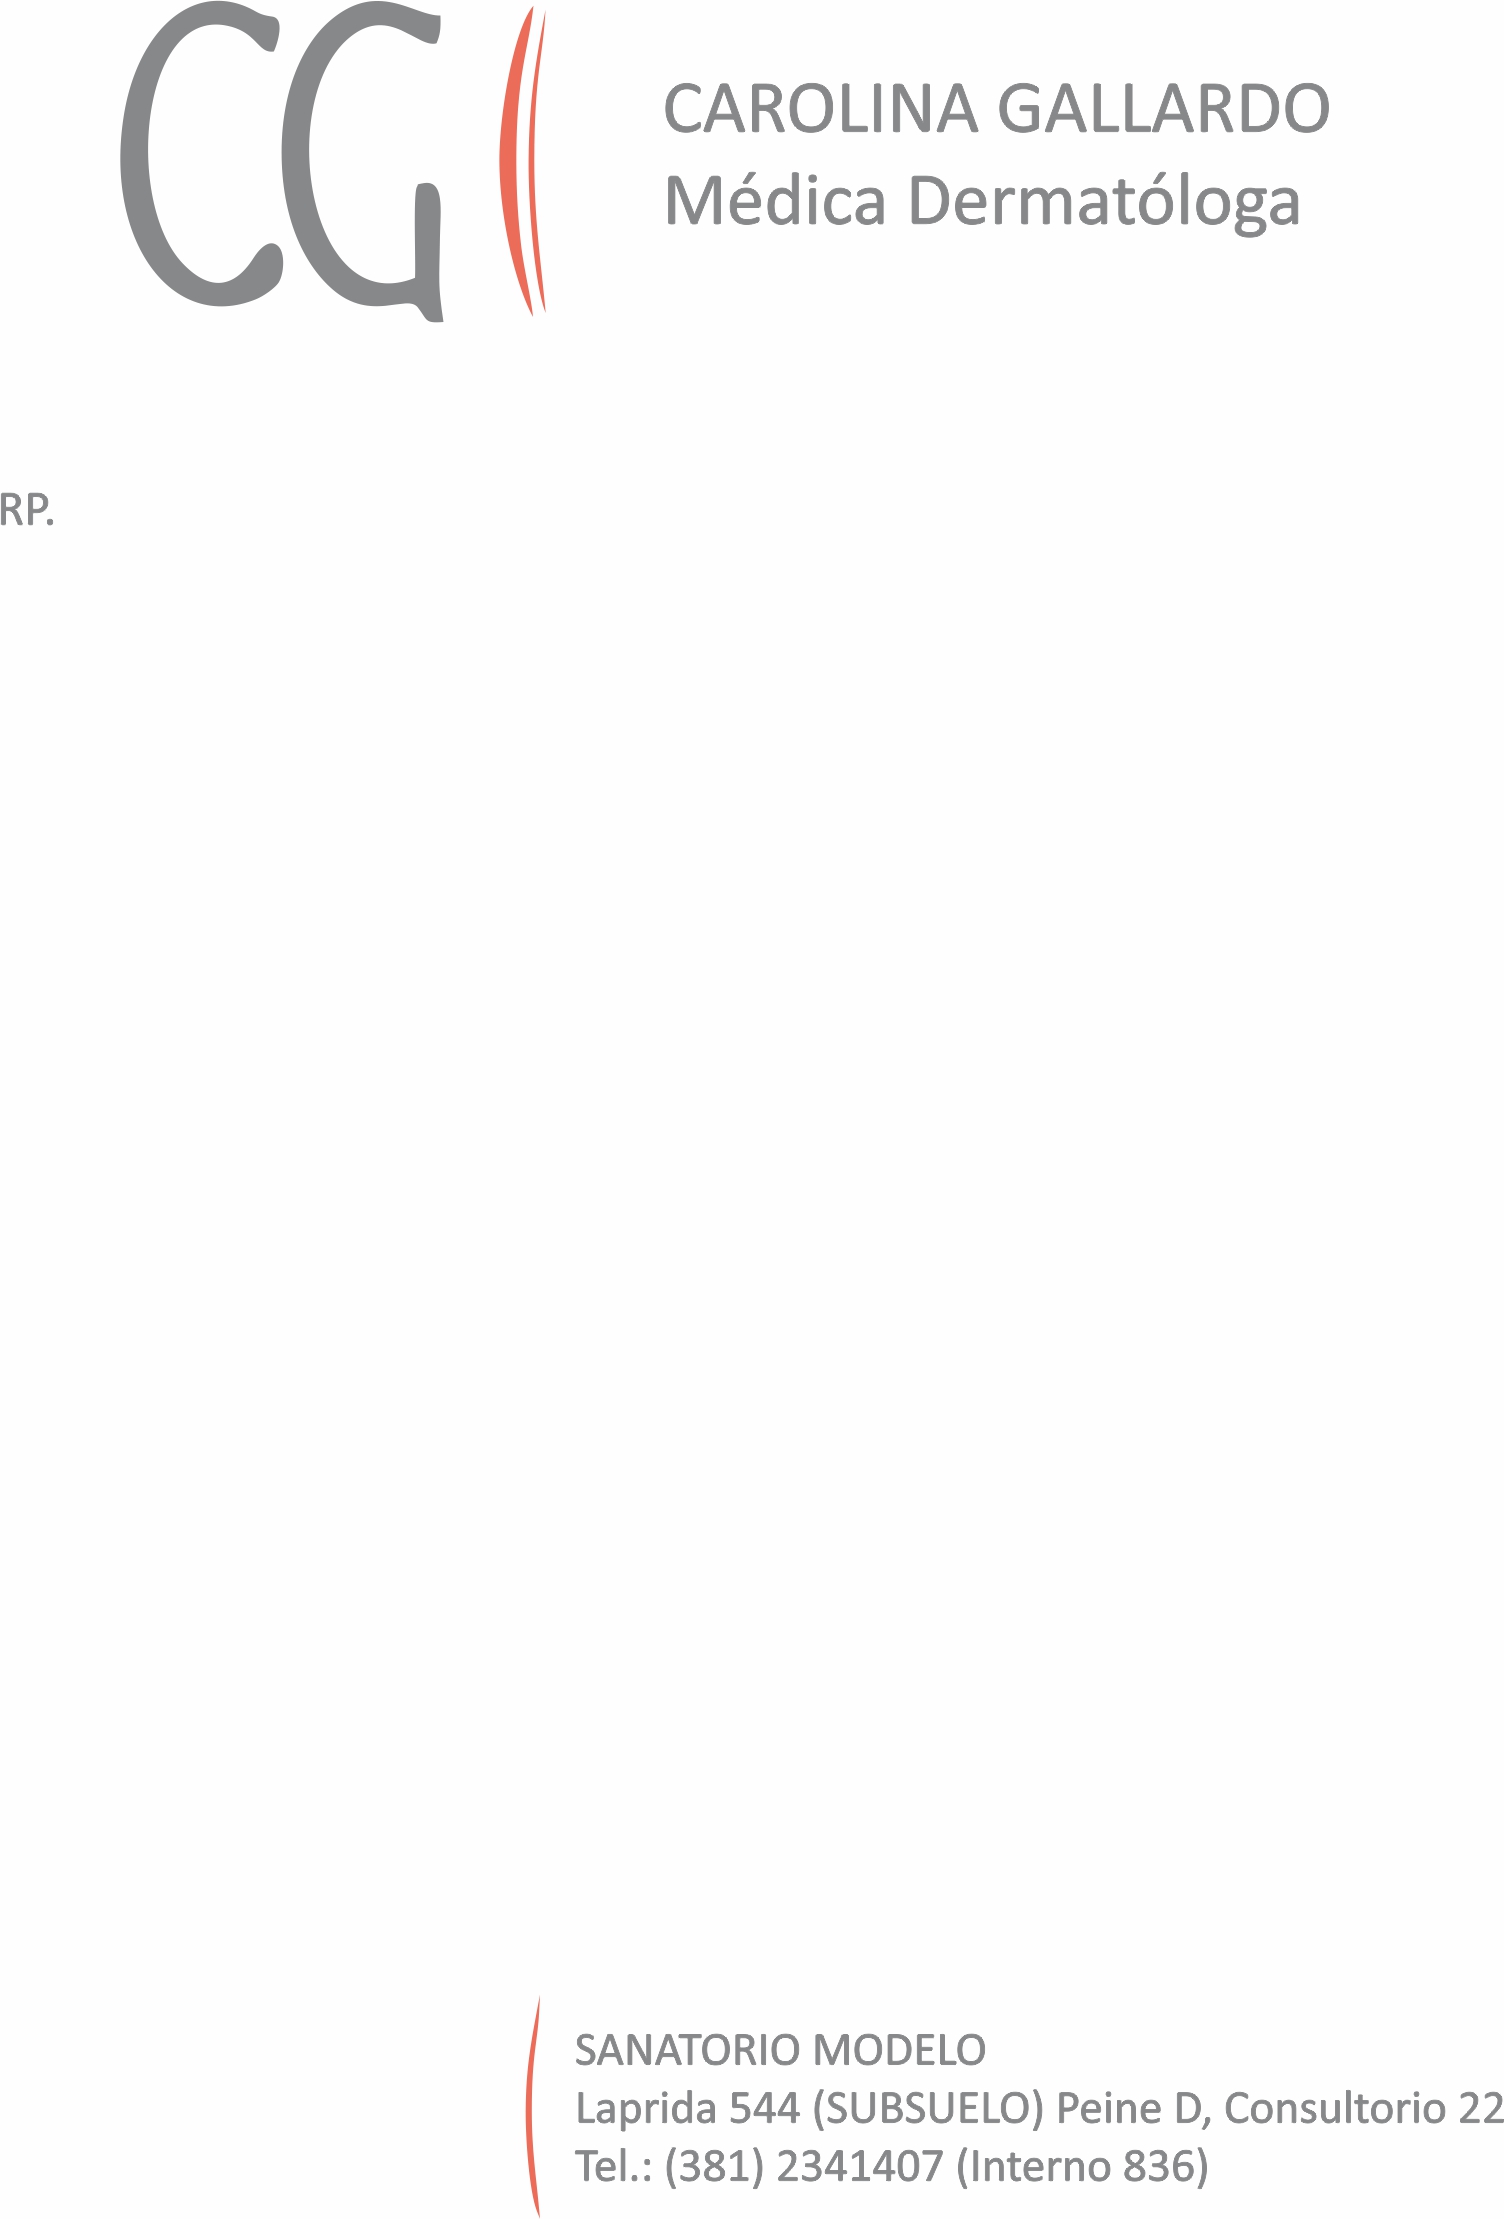 CG
CAROLINA GALLARDO
Médica Dermatóloga
RP.
SANATORIO MODELO
Laprida 544 (SUBSUELO) Peine D, Consultorio 22
Tel.: (381) 2341407 (Interno 836)